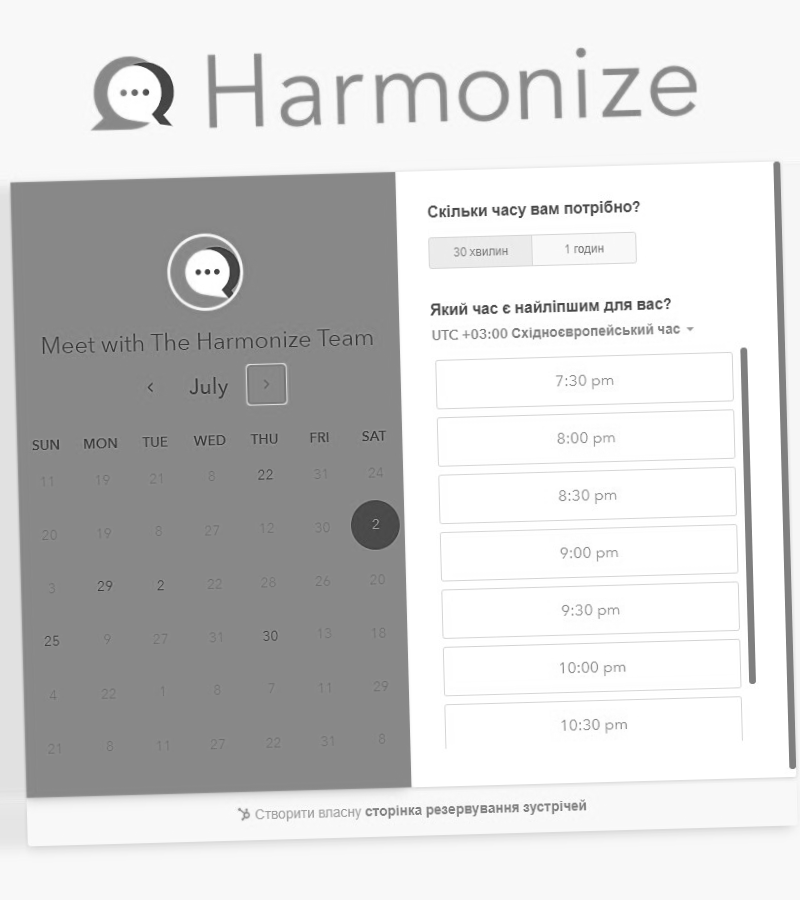 Harmonize
Meet with The Harmonize Team
July
SUN MON TUE WED THU FRI SAT
11 19 21 8 22 31 24
20 19 8 27 12 30 2
3 29 2 22 28 26 20
25 9 27 31 30 13 18
4 22 1 8 7 11 29
21 8 11 27 22 31 8
Скільки часу вам потрібно?
30 хвилин 1 годин
Який час є найліпшим для вас?
UTC +03:00 Східноєвропейський час
7:30 pm
8:00 pm
8:30 pm
9:00 pm
9:30 pm
10:00 pm
10:30 pm
Створити власну сторінка резервування зустрічей